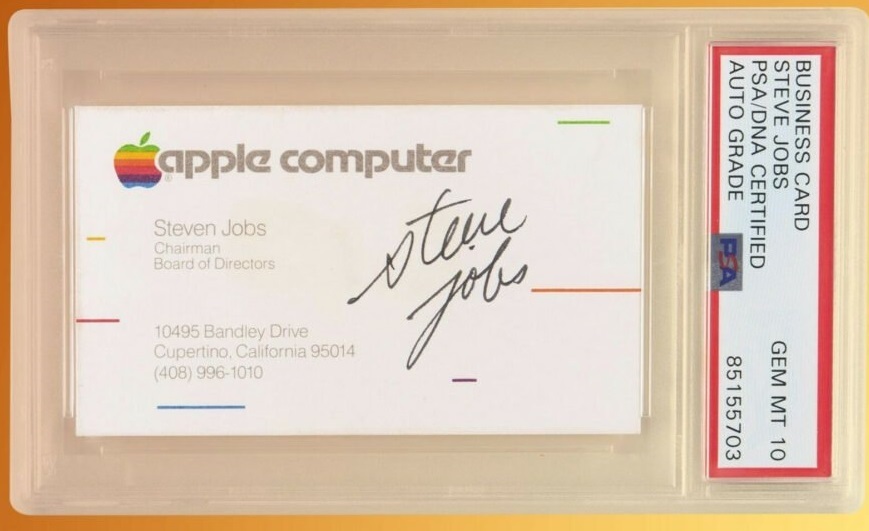 apple computer
Steven Jobs
Chairman
Board of Directors
10495 Bandley Drive
Cupertino, California 95014
(408) 996-1010
steve
jobs
BUSINESS CARD
STEVE JOBS
PSA/DNA CERTIFIED
AUTO GRADE
PSA
GEM MT 10
85155703